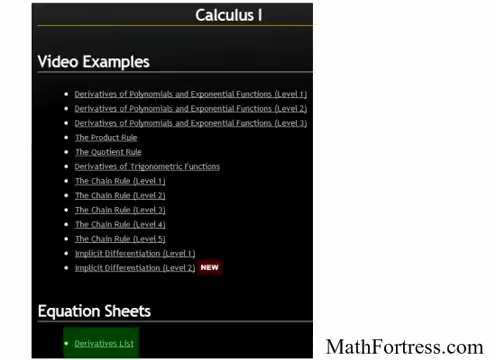 Calculus I
Video Examples
Derivatives of Polynomials and Exponential Functions (Level 1)
Derivatives of Polynomials and Exponential Functions (Level 2)
Derivatives of Polynomials and Exponential Functions (Level 3)
The Product Rule
The Quotient Rule
Derivatives of Trigonometric Functions
The Chain Rule (Level 1)
The Chain Rule (Level 2)
The Chain Rule (Level 3)
The Chain Rule (Level 4)
The Chain Rule (Level 5)
Implicit Differentiation (Level 1)
Implicit Differentiation (Level 2) NEW
Equation Sheets
Derivatives List
MathFortress.com